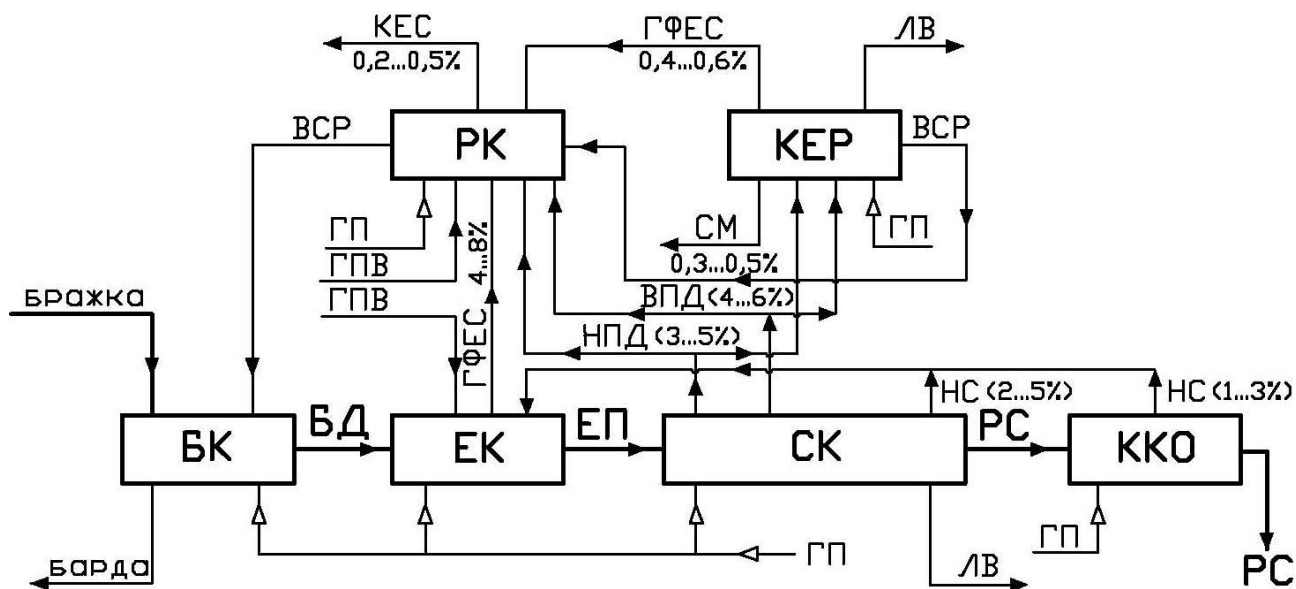 КЕС
0,2...0,5%
ГФЕС
0,4...0,6%
ЛВ
ВСР
РК
КЕР
ВСР
ГП
ГПВ
ГПВ
4...8%
ГФЕС
СМ
0,3...0,5%
ГП
бражка
ВПД (4...6%)
НПД (3...5%)
НС (2...5%)
НС (1...3%)
БК
БД
ЕК
ЕП
СК
РС
ККО
барда
ГП
ЛВ
ГП
РС